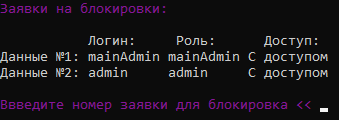 Заявки на блокировки:
Логин: Роль: Доступ:
Данные №1: mainAdmin mainAdmin С доступом
Данные №2: admin admin С доступом
Ввведите номер заявки для блокировка <<